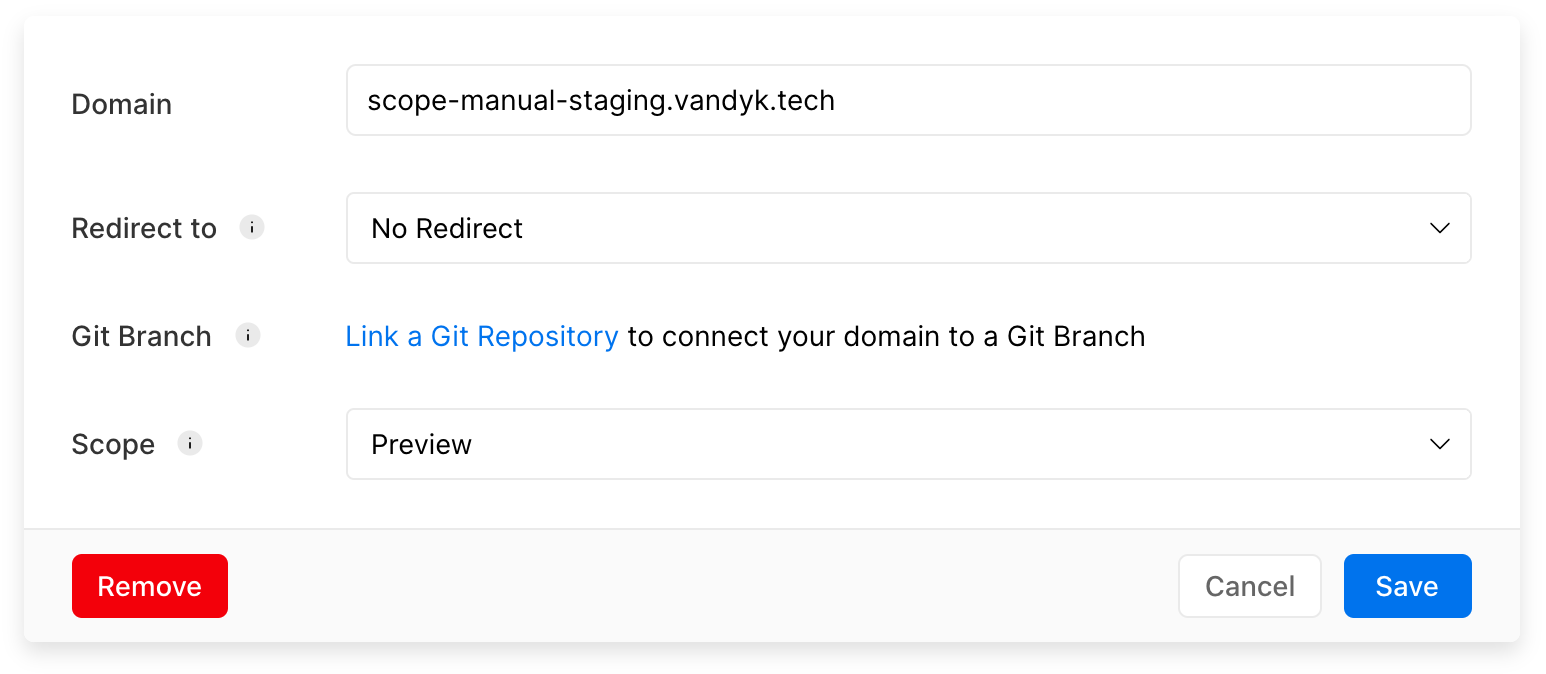 Domain scope-manual-staging.vandyk.tech
Redirect to i No Redirect
Git Branch i Link a Git Repository to connect your domain to a Git Branch
Scope i Preview
Remove Cancel Save